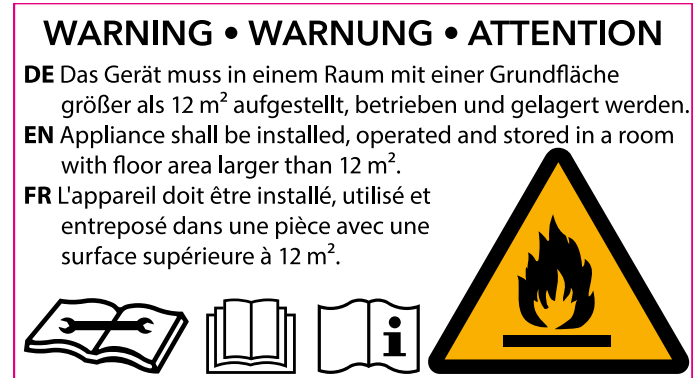 WARNING • WARNUNG • ATTENTION
DE Das Gerät muss in einem Raum mit einer Grundfläche
größer als 12 m² aufgestellt, betrieben und gelagert werden.
EN Appliance shall be installed, operated and stored in a room
with floor area larger than 12 m².
FR L'appareil doit être installé, utilisé et
entreposé dans une pièce avec une
surface supérieure à 12 m².
i